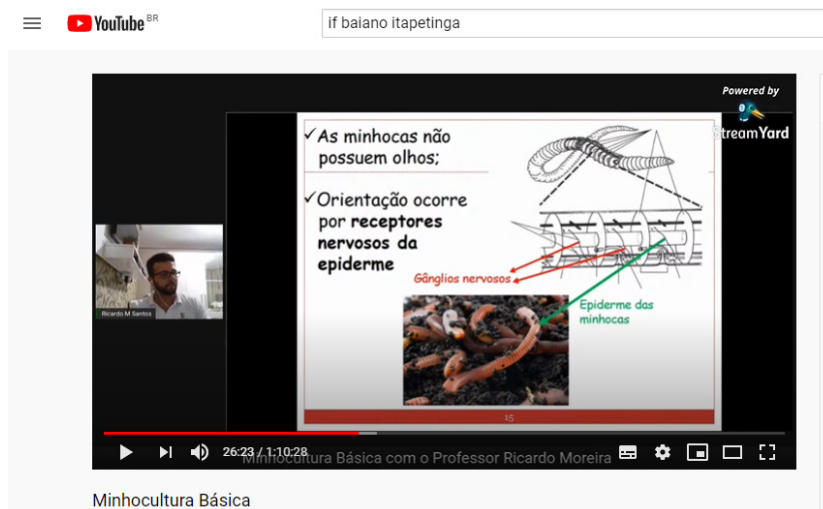 YouTube BR
if baiano itapetinga
Powered by
StreamYard
✓As minhocas não
possuem olhos;
✓Orientação ocorre
por receptores
nervosos da
epiderme
Gânglios nervosos
Epiderme das
minhocas
Ricardo M Santos
15
26:23 / 1:10:28
Minhocultura Básica com o Professor Ricardo Moreira
Minhocultura Básica